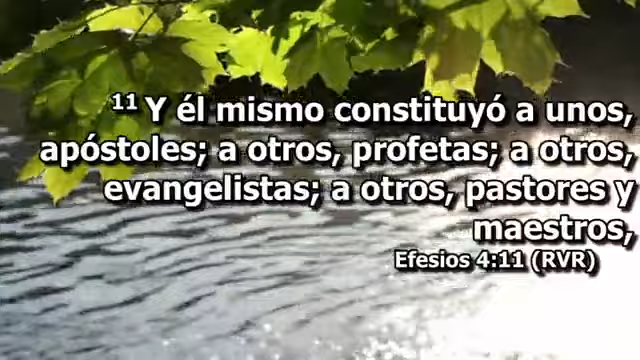 11 Y él mismo constituyó a unos,
apóstoles; a otros, profetas; a otros,
evangelistas; a otros, pastores y
maestros,
Efesios 4:11 (RVR)